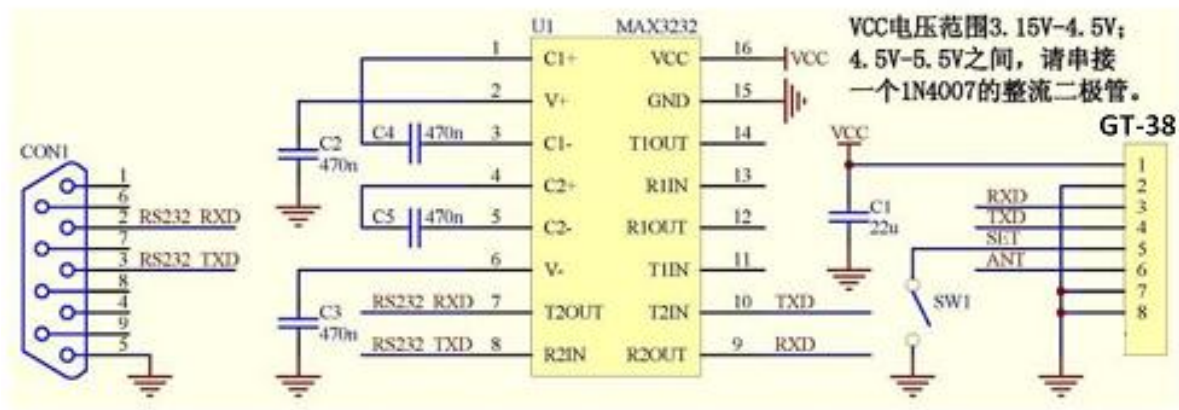 U1 MAX3232
VCC电压范围3.15V-4.5V;
4.5V-5.5V之间，请串接
一个1N4007的整流二极管。
GT-38
CON1
1
6
2 RS232 RXD
7
3 RS232 TXD
8
4
9
5
C2
470n
C3
470n
C4 470n
C5 470n
1 C1+ VCC 16 VCC
2 V+ GND 15
3 C1- T1OUT 14
4 C2+ R1IN 13
5 C2- R1OUT 12
6 V- T1IN 11
RS232 RXD 7 T2OUT T2IN 10 TXD
RS232 TXD 8 R2IN R2OUT 9 RXD
VCC
C1
22u
SW1
1
2
RXD 3
TXD 4
SET 5
ANT 6
7
8